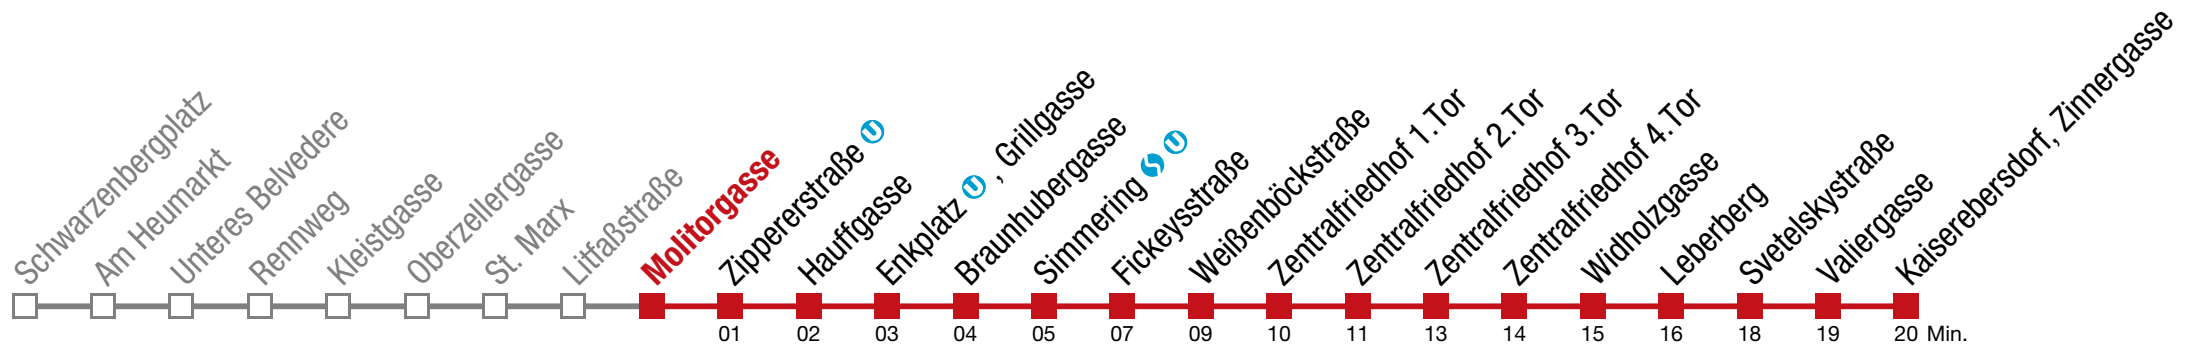 Schwarzenbergplatz
Am Heumarkt
Unteres Belvedere
Rennweg
Kleistgasse
Oberzellergasse
St. Marx
Litfaßstraße
Molitorgasse
Zippererstraße U
Hauffgasse
Enkplatz U , Grillgasse
Braunhubergasse
Simmering S U
Fickeysstraße
Weißenböckstraße
Zentralfriedhof 1.Tor
Zentralfriedhof 2.Tor
Zentralfriedhof 3.Tor
Zentralfriedhof 4.Tor
Widholzgasse
Leberberg
Svetelskystraße
Valiergasse
Kaiserebersdorf, Zinnergasse
01 02 03 04 05 07 09 10 11 13 14 15 16 18 19 20 Min.